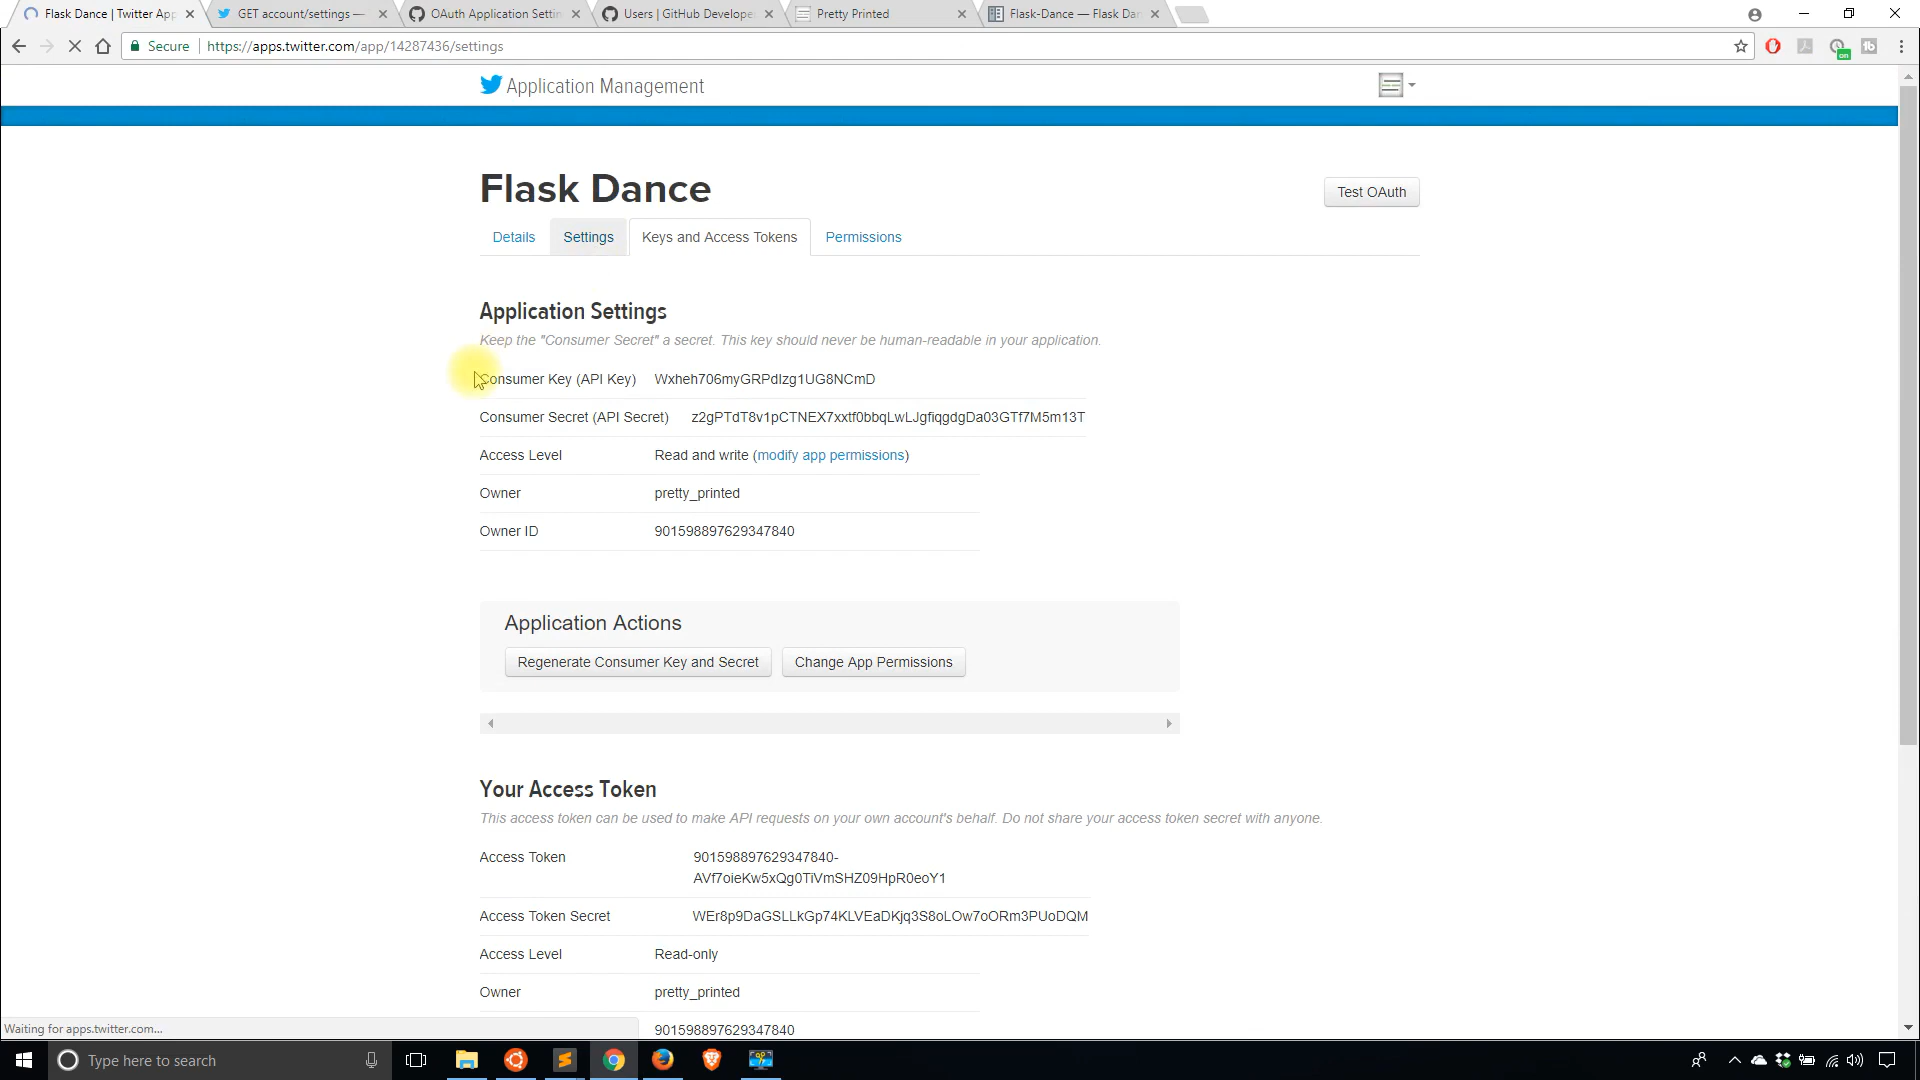 Flask Dance | Twitter App
GET account/settings —
OAuth Application Settin
Users | GitHub Develope
Pretty Printed
Flask-Dance — Flask Dan
Secure
https://apps.twitter.com/app/14287436/settings
on
Application Management
Flask Dance
Test OAuth
Details
Settings
Keys and Access Tokens
Permissions
Application Settings
Keep the "Consumer Secret" a secret. This key should never be human-readable in your application.
Consumer Key (API Key) Wxheh706myGRPdIzg1UG8NCmD
Consumer Secret (API Secret) z2gPTdT8v1pCTNEX7xxtf0bbqLwLJgfiqgdgDa03GTf7M5m13T
Access Level Read and write (modify app permissions)
Owner pretty_printed
Owner ID 901598897629347840
Application Actions
Regenerate Consumer Key and Secret
Change App Permissions
Your Access Token
This access token can be used to make API requests on your own account's behalf. Do not share your access token secret with anyone.
Access Token 901598897629347840-
AVf7oieKw5xQg0TiVmSHZ09HpR0eoY1
Access Token Secret WEr8p9DaGSLLkGp74KLVEaDKjq3S8oLOw7oORm3PUoDQM
Access Level Read-only
Owner pretty_printed
901598897629347840
Waiting for apps.twitter.com...
Type here to search